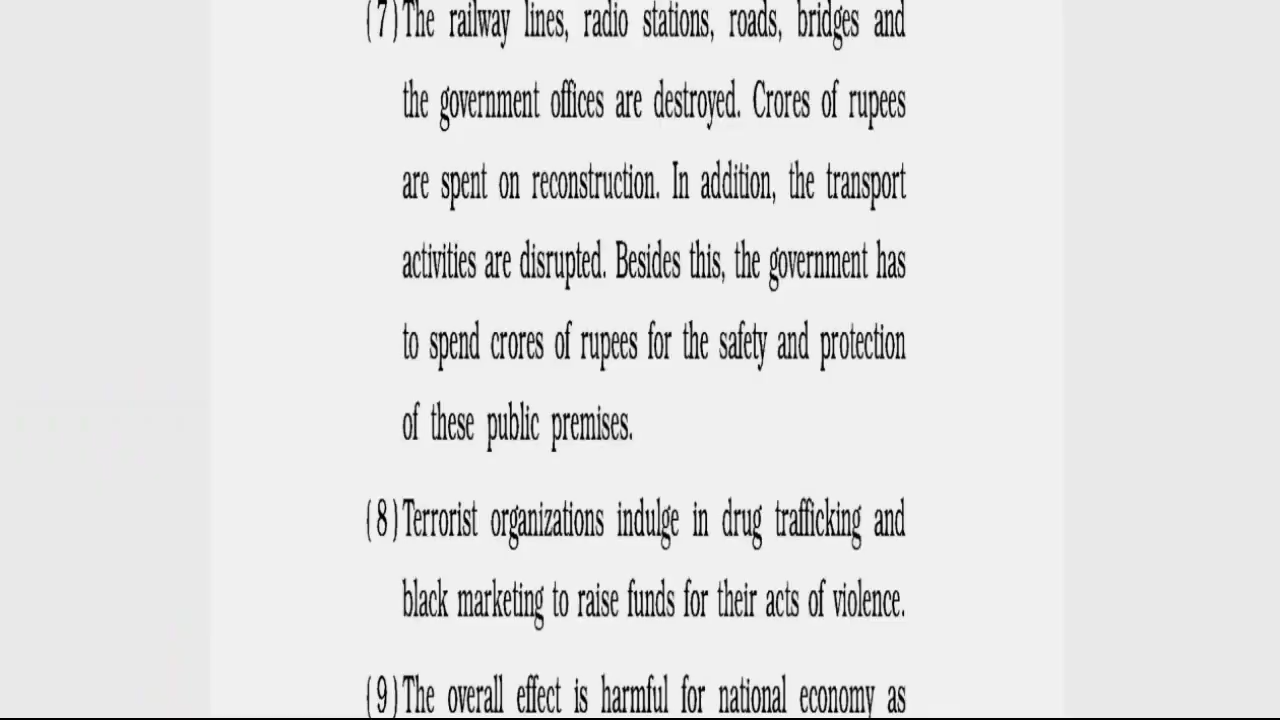 (7) The railway lines, radio stations, roads, bridges and
the government offices are destroyed. Crores of rupees
are spent on reconstruction. In addition, the transport
activities are disrupted. Besides this, the government has
to spend crores of rupees for the safety and protection
of these public premises.
(8) Terrorist organizations indulge in drug trafficking and
black marketing to raise funds for their acts of violence.
(9) The overall effect is harmful for national economy as